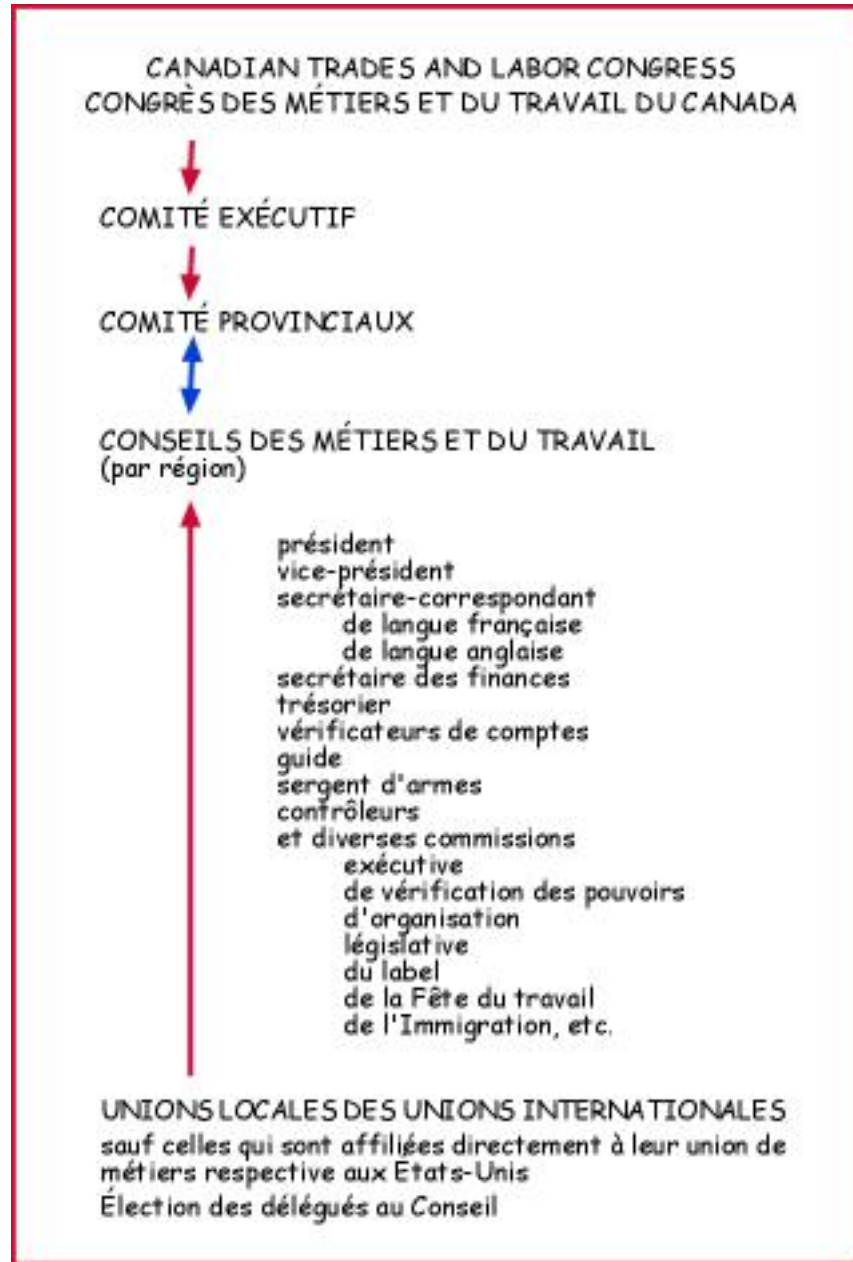 CANADIAN TRADES AND LABOR CONGRESS
CONGRÈS DES MÉTIERS ET DU TRAVAIL DU CANADA
COMITÉ EXÉCUTIF
COMITÉ PROVINCIAUX
CONSEILS DES MÉTIERS ET DU TRAVAIL
(par région)
président
vice-président
secrétaire-correspondant
de langue française
de langue anglaise
secrétaire des finances
trésorier
vérificateurs de comptes
guide
sergent d'armes
contrôleurs
et diverses commissions
exécutive
de vérification des pouvoirs
d'organisation
législative
du label
de la Fête du travail
de l'Immigration, etc.
UNIONS LOCALES DES UNIONS INTERNATIONALES
sauf celles qui sont affiliées directement à leur union de
métiers respective aux Etats-Unis
Élection des délégués au Conseil